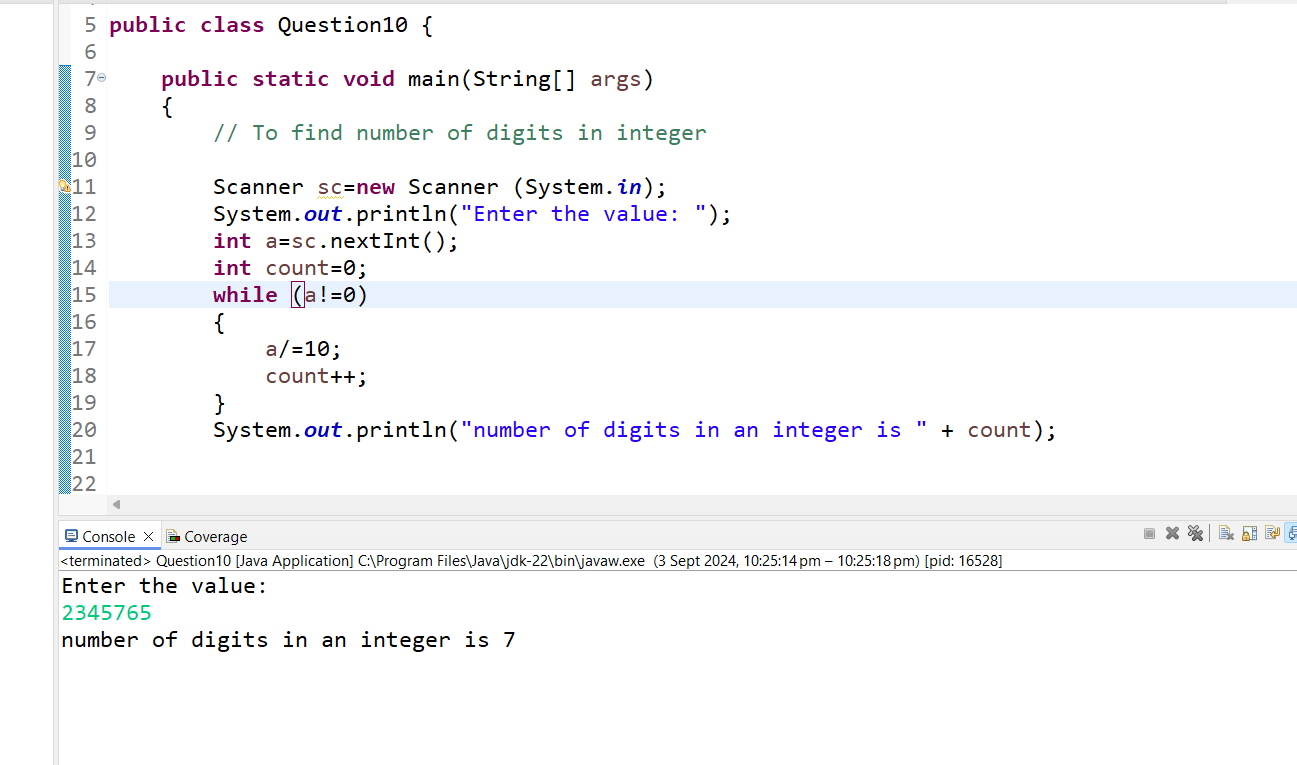 5 public class Question10 {
6
7 public static void main(String[] args)
8 {
9 // To find number of digits in integer
10
11 Scanner sc=new Scanner (System.in);
12 System.out.println("Enter the value: ");
13 int a=sc.nextInt();
14 int count=0;
15 while (a!=0)
16 {
17 a/=10;
18 count++;
19 }
20 System.out.println("number of digits in an integer is " + count);
21
22
Console Coverage
<terminated> Question10 [Java Application] C:\Program Files\Java\jdk-22\bin\javaw.exe (3 Sept 2024, 10:25:14 pm – 10:25:18 pm) [pid: 16528]
Enter the value:
2345765
number of digits in an integer is 7